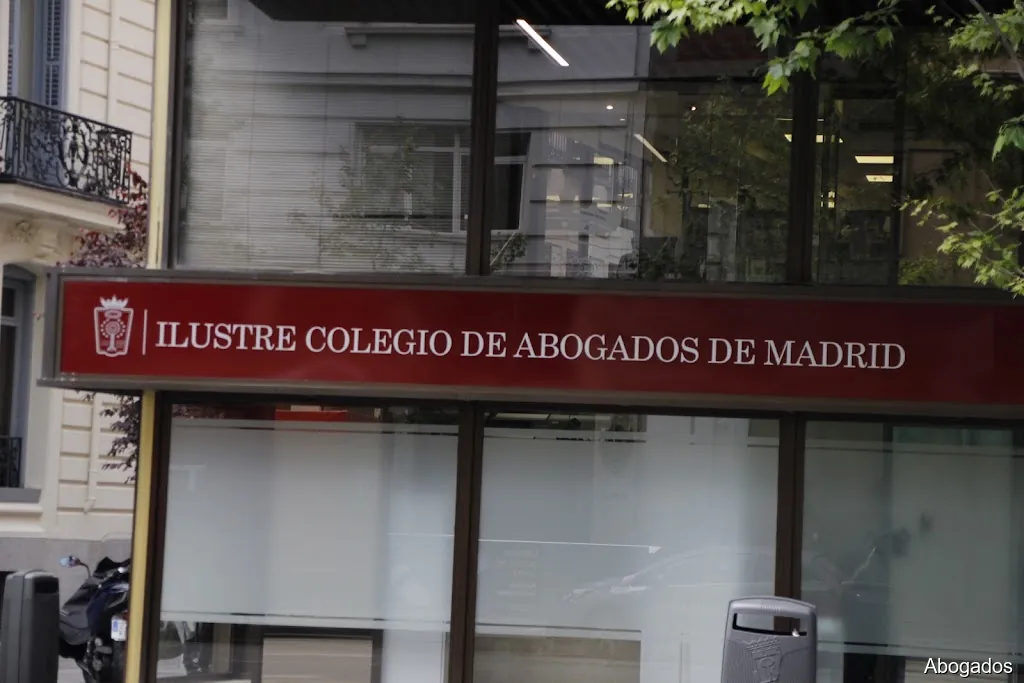 ILUSTRE COLEGIO DE ABOGADOS DE MADRID
Abogados